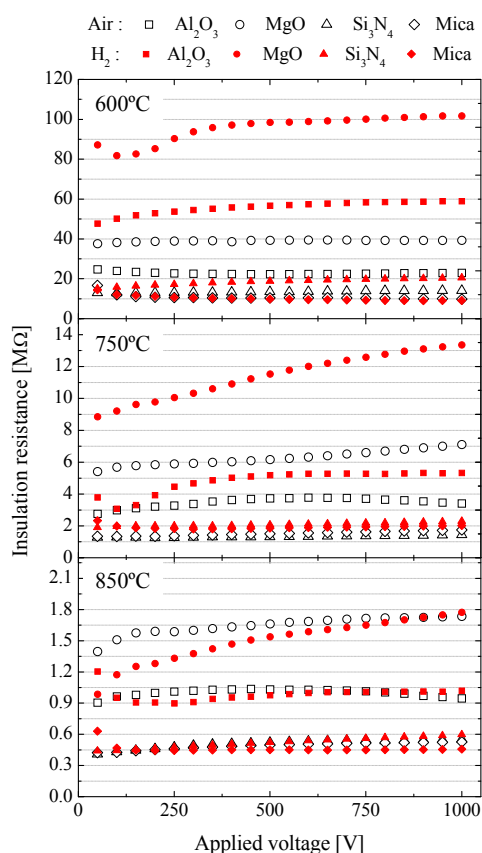 Air : □ Al₂O₃ ○ MgO △ Si₃N₄ ◇ Mica
H₂ : ■ Al₂O₃ ● MgO ▲ Si₃N₄ ◆ Mica
120
100
80
60
40
20
0
600ºC
14
12
10
8
6
4
2
0
750ºC
2.1
1.8
1.5
1.2
0.9
0.6
0.3
0.0
850ºC
0 250 500 750 1000
Insulation resistance [MΩ]
Applied voltage [V]